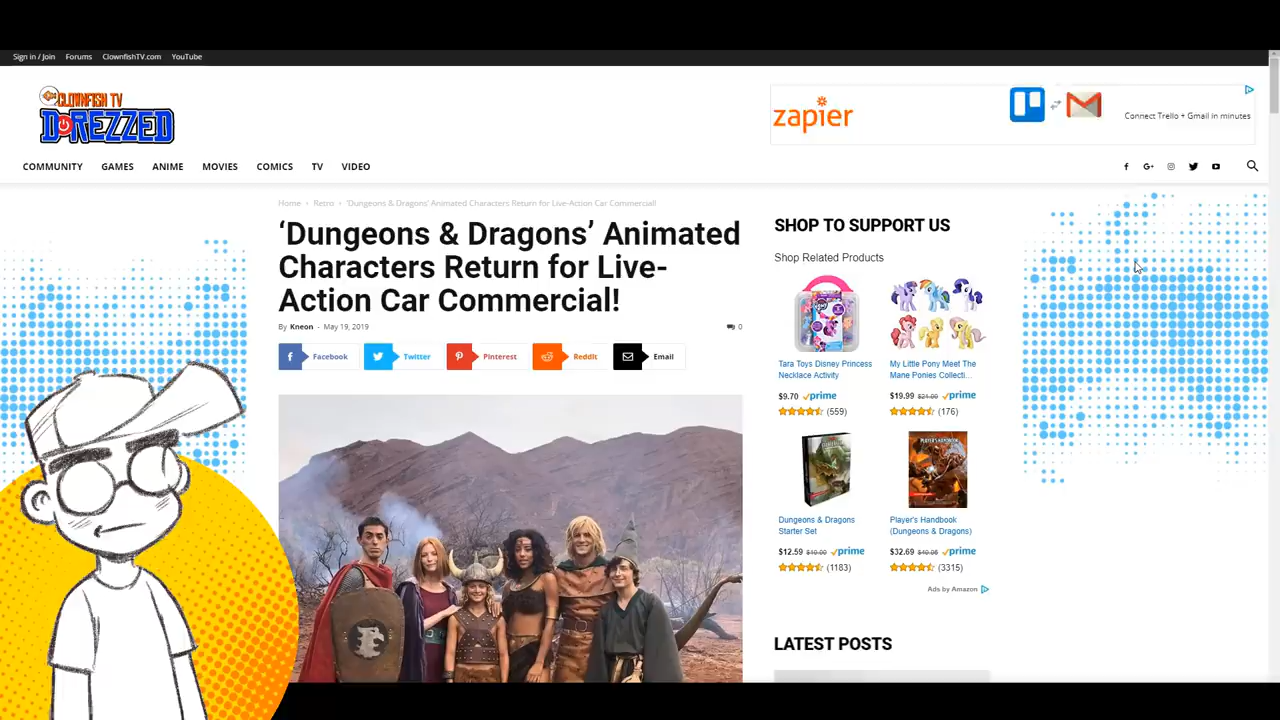 Sign in / Join Forums ClownfishTV.com YouTube
CLOWNFISH TV
D-REZZED
zapier
Connect Trello + Gmail in minutes
COMMUNITY GAMES ANIME MOVIES COMICS TV VIDEO
Home › Retro › 'Dungeons & Dragons' Animated Characters Return for Live-Action Car Commercial!
‘Dungeons & Dragons’ Animated
Characters Return for Live-
Action Car Commercial!
By Kneon - May 19, 2019 0
Facebook Twitter Pinterest ReddIt Email
SHOP TO SUPPORT US
Shop Related Products
Tara Toys Disney Princess
Necklace Activity
$9.70 prime
(559)
My Little Pony Meet The
Mane Ponies Collecti...
$19.99 $21.99 prime
(176)
Dungeons & Dragons
Starter Set
$12.59 prime
(1183)
Player's Handbook
(Dungeons & Dragons)
$32.69 prime
(3315)
Ads by Amazon
LATEST POSTS